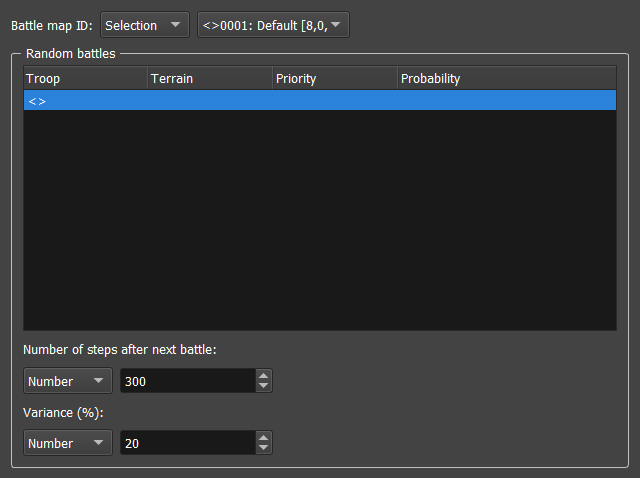 Battle map ID: Selection <>0001: Default [8,0,
Random battles
Troop Terrain Priority Probability
<>
Number of steps after next battle:
Number 300
Variance (%):
Number 20